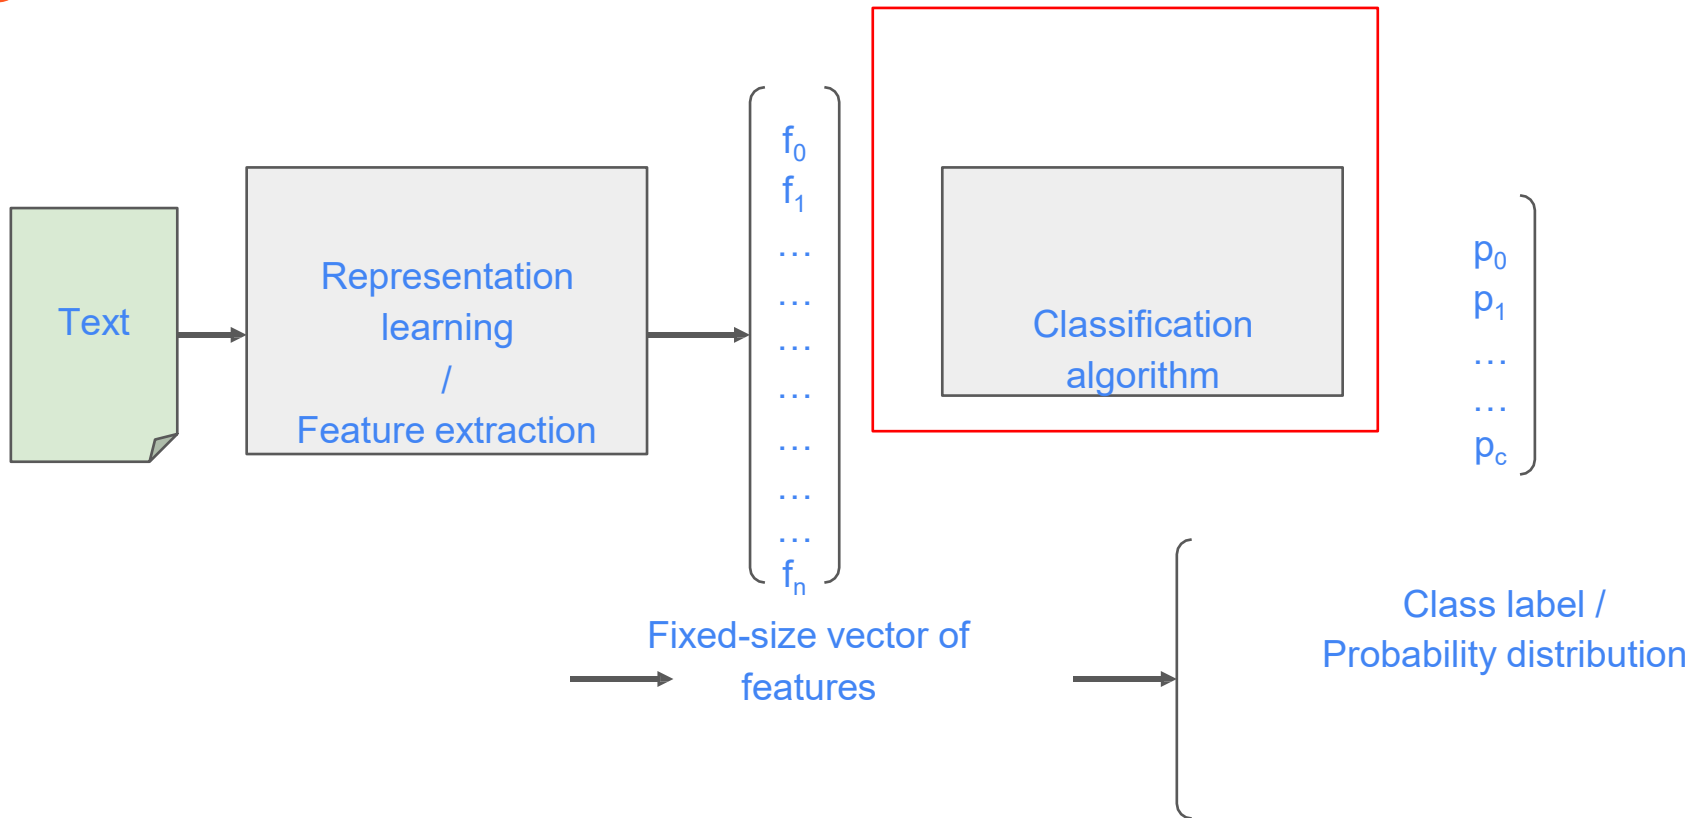 Text
Representation
learning
/
Feature extraction
f₀
f₁
…
…
…
…
…
…
…
fₙ
Fixed-size vector of
features
Classification
algorithm
p₀
p₁
…
…
p_c
Class label /
Probability distribution